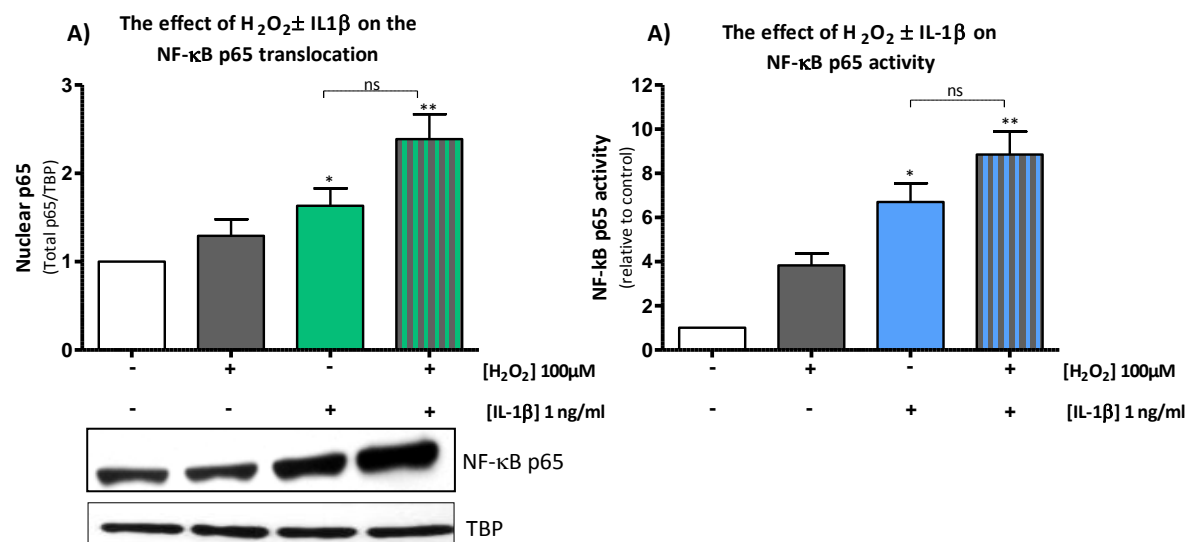 A)
The effect of H₂O₂± IL1β on the
NF-κB p65 translocation
Nuclear p65
(Total p65/TBP)
3
2
1
0
ns
*
**
- + - +
[H₂O₂] 100µM
- - + +
[IL-1β] 1 ng/ml
NF-κB p65
TBP
A)
The effect of H₂O₂ ± IL-1β on
NF-κB p65 activity
NF-kB p65 activity
(relative to control)
12
10
8
6
4
2
0
ns
*
**
- + - +
[H₂O₂] 100µM
- - + +
[IL-1β] 1 ng/ml